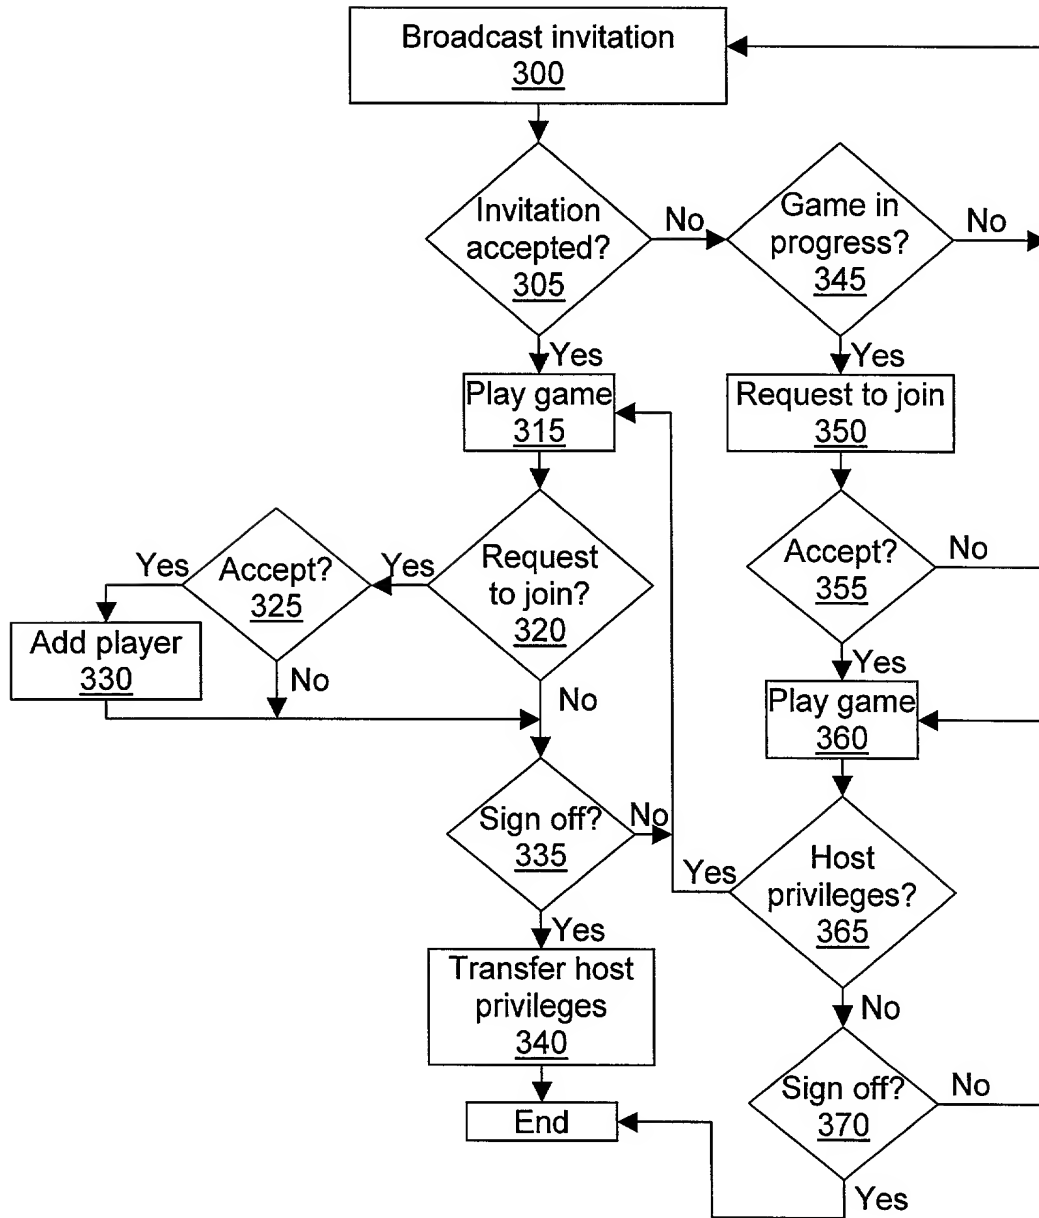 Broadcast invitation
300
Invitation
accepted?
305
No
Game in
progress?
345
No
Yes
Yes
Play game
315
Request to join
350
Yes
Accept?
325
Yes
Request
to join?
320
Accept?
355
No
Add player
330
No
No
Yes
Play game
360
Sign off?
335
No
Yes
Host
privileges?
365
Yes
Transfer host
privileges
340
No
Sign off?
370
No
End
Yes